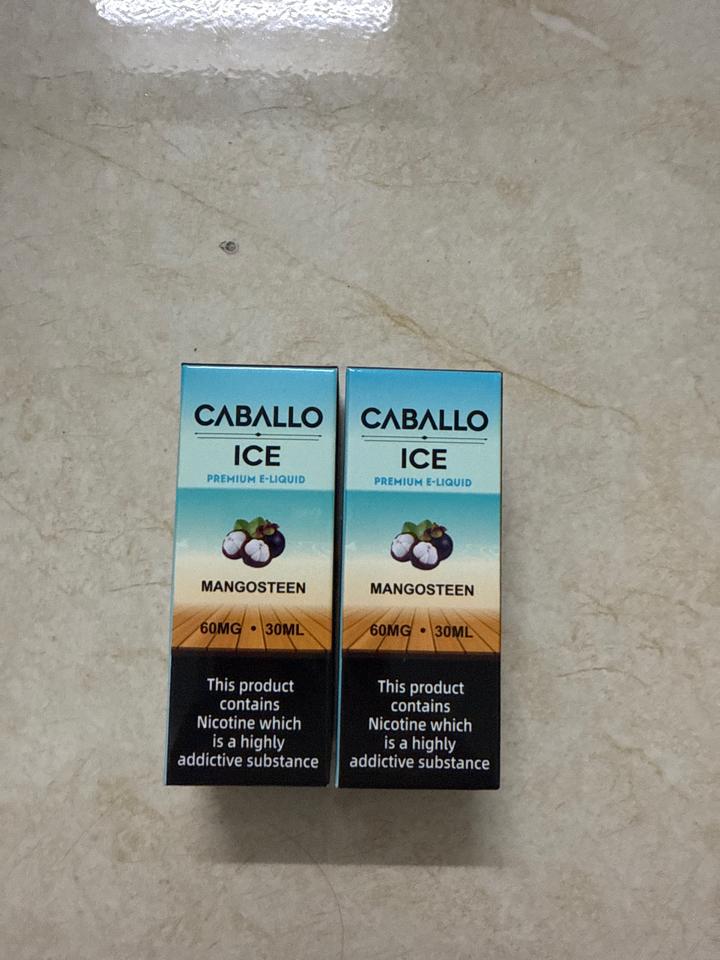 CABALLO
ICE
PREMIUM E-LIQUID
MANGOSTEEN
60MG • 30ML
This product
contains
Nicotine which
is a highly
addictive substance
CABALLO
ICE
PREMIUM E-LIQUID
MANGOSTEEN
60MG • 30ML
This product
contains
Nicotine which
is a highly
addictive substance